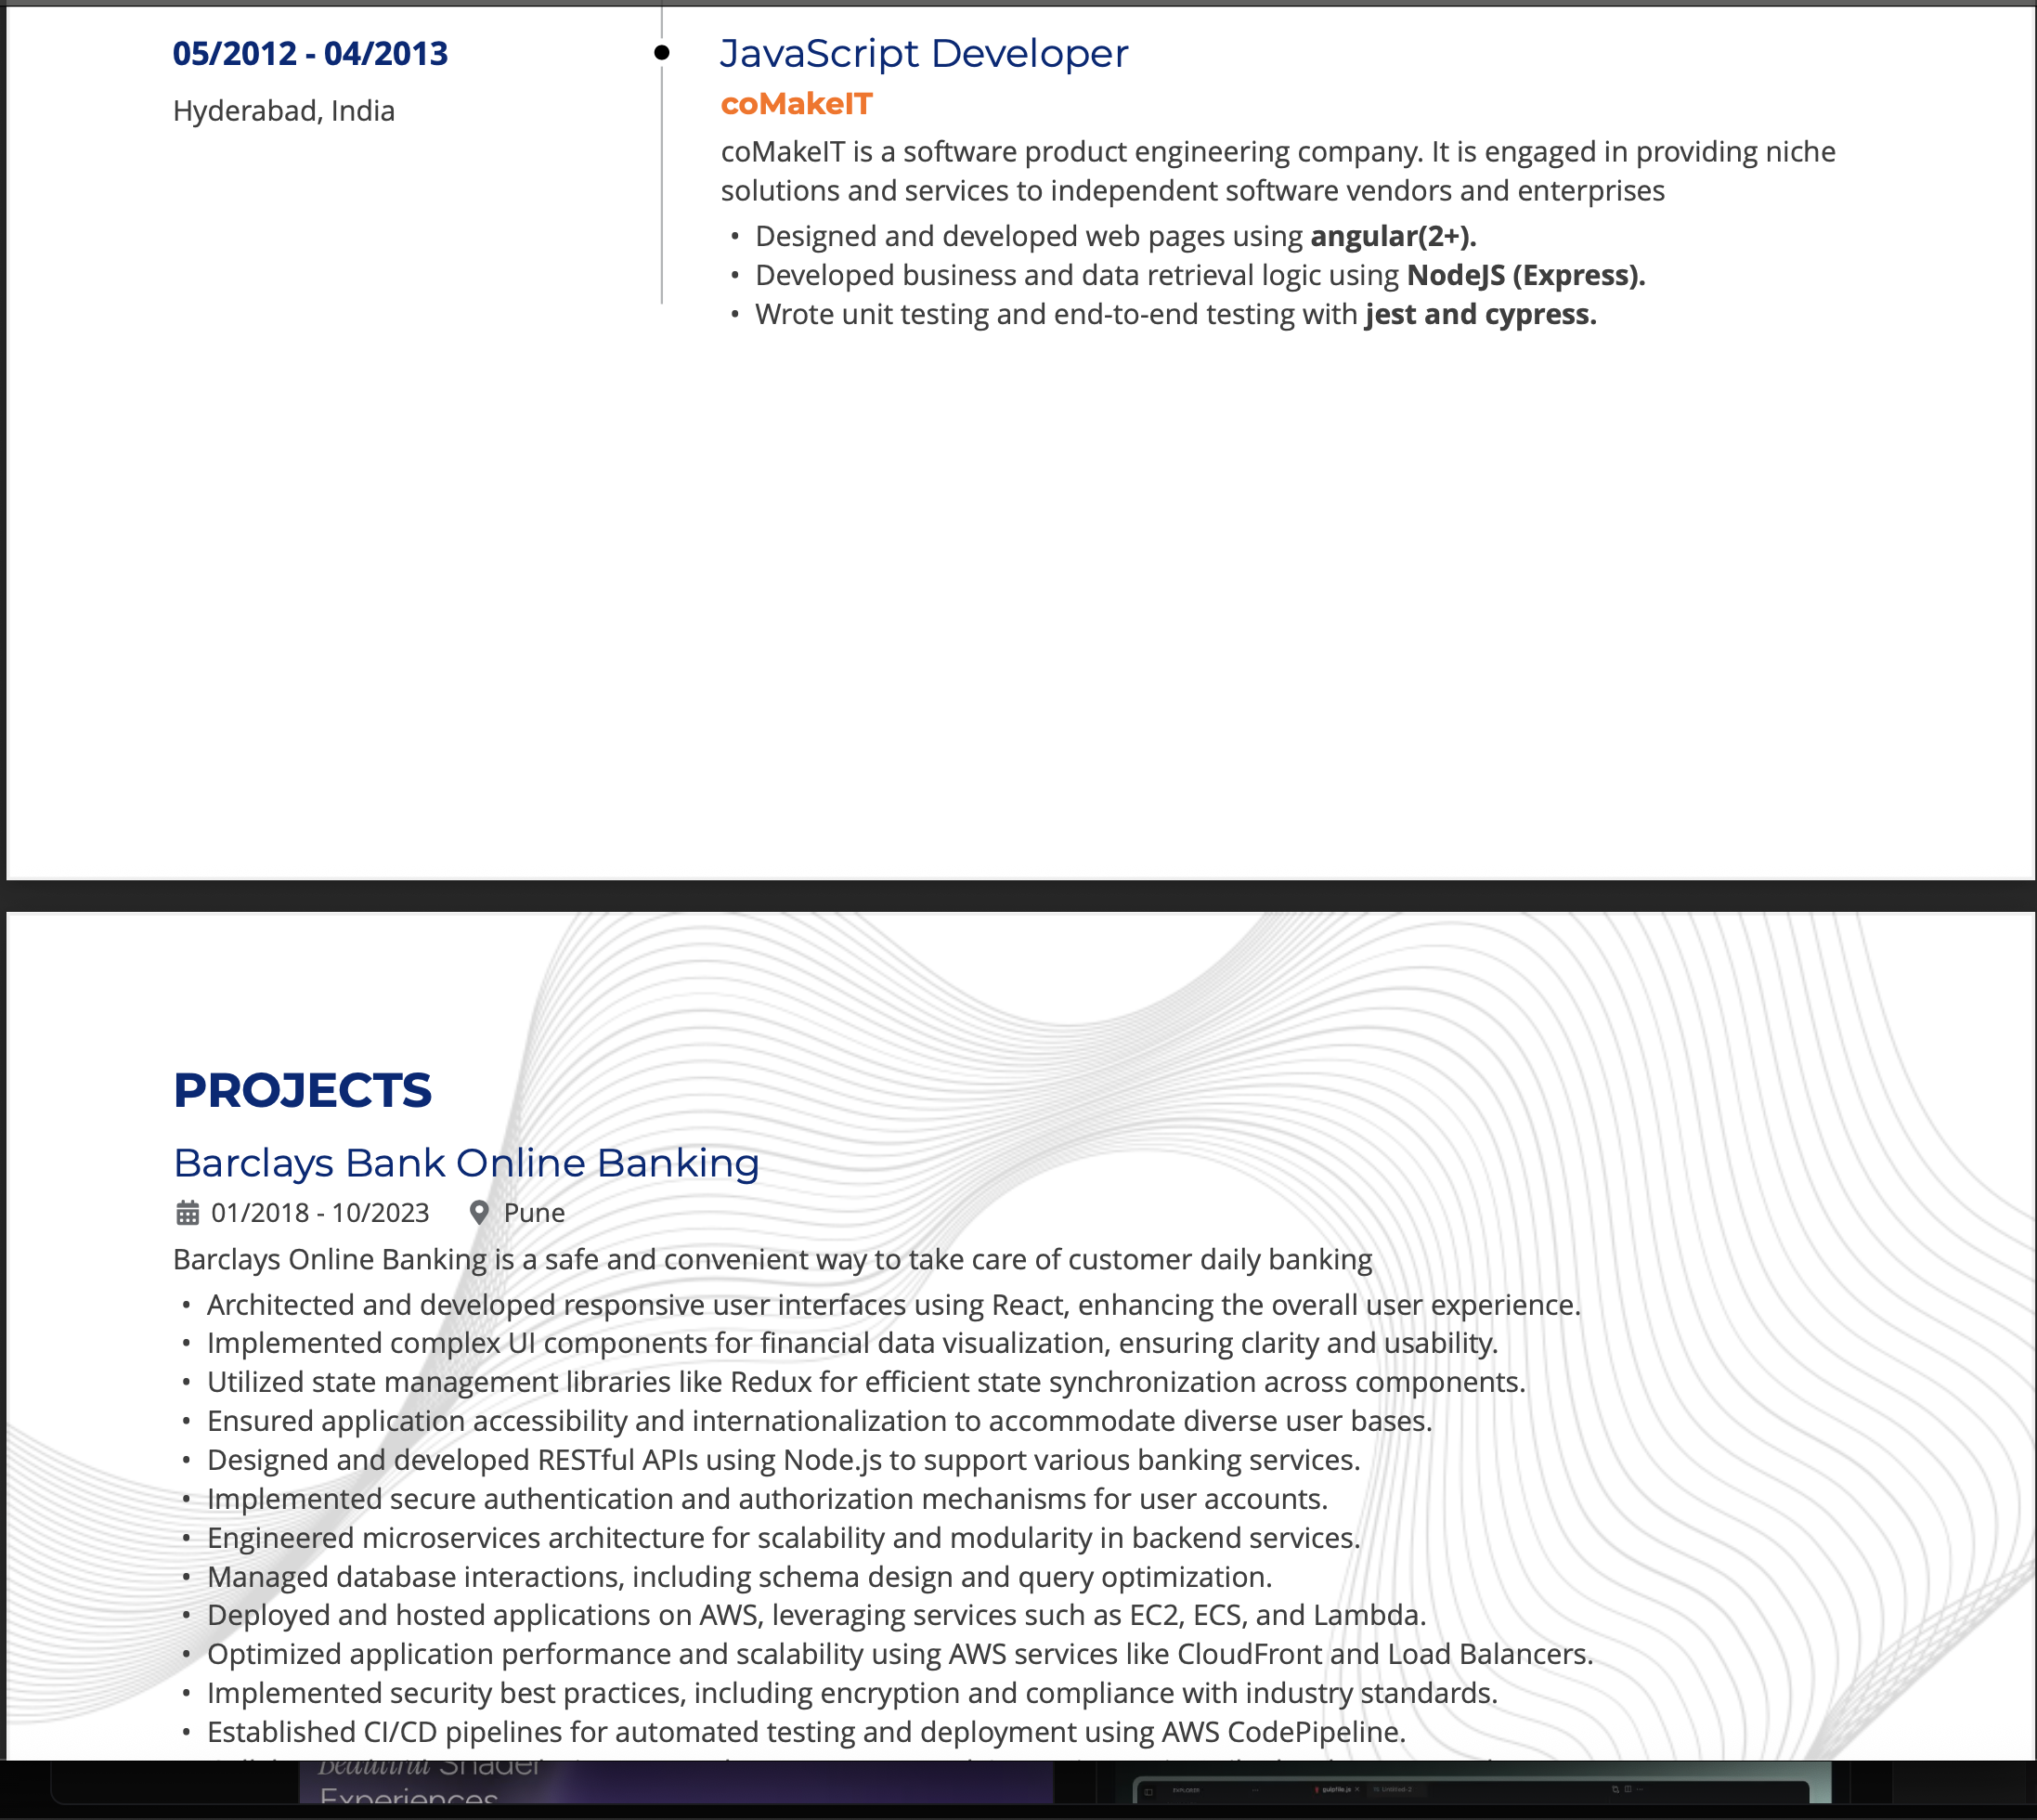 05/2012 - 04/2013
Hyderabad, India
JavaScript Developer
coMakeIT
coMakeIT is a software product engineering company. It is engaged in providing niche
solutions and services to independent software vendors and enterprises
• Designed and developed web pages using angular(2+).
• Developed business and data retrieval logic using NodeJS (Express).
• Wrote unit testing and end-to-end testing with jest and cypress.
PROJECTS
Barclays Bank Online Banking
01/2018 - 10/2023 Pune
Barclays Online Banking is a safe and convenient way to take care of customer daily banking
• Architected and developed responsive user interfaces using React, enhancing the overall user experience.
• Implemented complex UI components for financial data visualization, ensuring clarity and usability.
• Utilized state management libraries like Redux for efficient state synchronization across components.
• Ensured application accessibility and internationalization to accommodate diverse user bases.
• Designed and developed RESTful APIs using Node.js to support various banking services.
• Implemented secure authentication and authorization mechanisms for user accounts.
• Engineered microservices architecture for scalability and modularity in backend services.
• Managed database interactions, including schema design and query optimization.
• Deployed and hosted applications on AWS, leveraging services such as EC2, ECS, and Lambda.
• Optimized application performance and scalability using AWS services like CloudFront and Load Balancers.
• Implemented security best practices, including encryption and compliance with industry standards.
• Established CI/CD pipelines for automated testing and deployment using AWS CodePipeline.
Beautiful Shader
Experiences
EXPLORER
gulpfile.js
Untitled-2